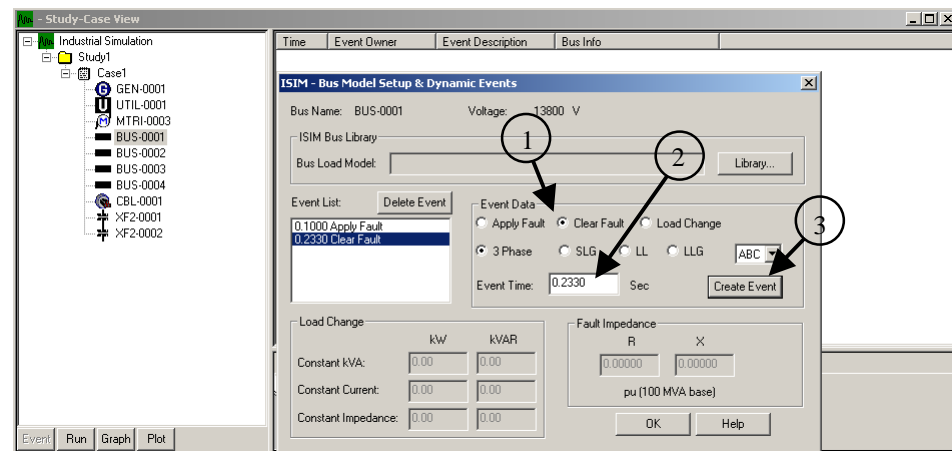 - Study-Case View
Industrial Simulation
Study1
Case1
GEN-0001
UTIL-0001
MTRI-0003
BUS-0001
BUS-0002
BUS-0003
BUS-0004
CBL-0001
XF2-0001
XF2-0002
Event Run Graph Plot
Time Event Owner Event Description Bus Info
ISIM - Bus Model Setup & Dynamic Events
Bus Name: BUS-0001 Voltage: 13800 V
ISIM Bus Library
Bus Load Model: Library...
1
2
3
Event List: Delete Event
0.1000 Apply Fault
0.2330 Clear Fault
Event Data
Apply Fault Clear Fault Load Change
3 Phase SLG LL LLG ABC
Event Time: 0.2330 Sec Create Event
Load Change
kW kVAR
Constant kVA: 0.00 0.00
Constant Current: 0.00 0.00
Constant Impedance: 0.00 0.00
Fault Impedance
R X
0.00000 0.00000
pu (100 MVA base)
OK Help